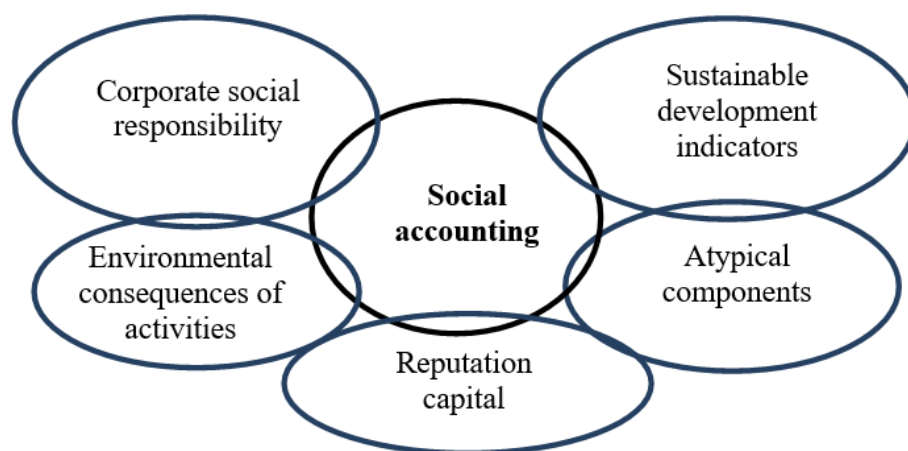 Corporate social
responsibility
Sustainable
development
indicators
Social
accounting
Environmental
consequences of
activities
Atypical
components
Reputation
capital